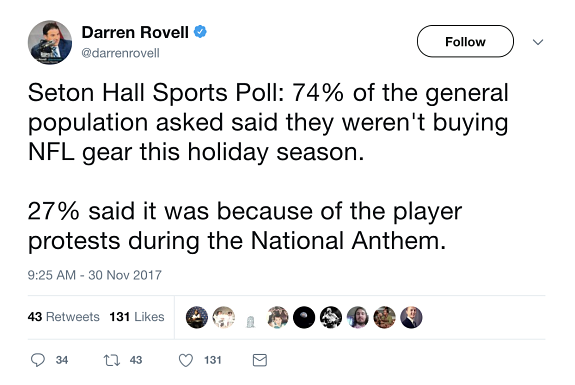 Darren Rovell
@darrenrovell
Follow
Seton Hall Sports Poll: 74% of the general
population asked said they weren't buying
NFL gear this holiday season.
27% said it was because of the player
protests during the National Anthem.
9:25 AM - 30 Nov 2017
43 Retweets 131 Likes
34 43 131